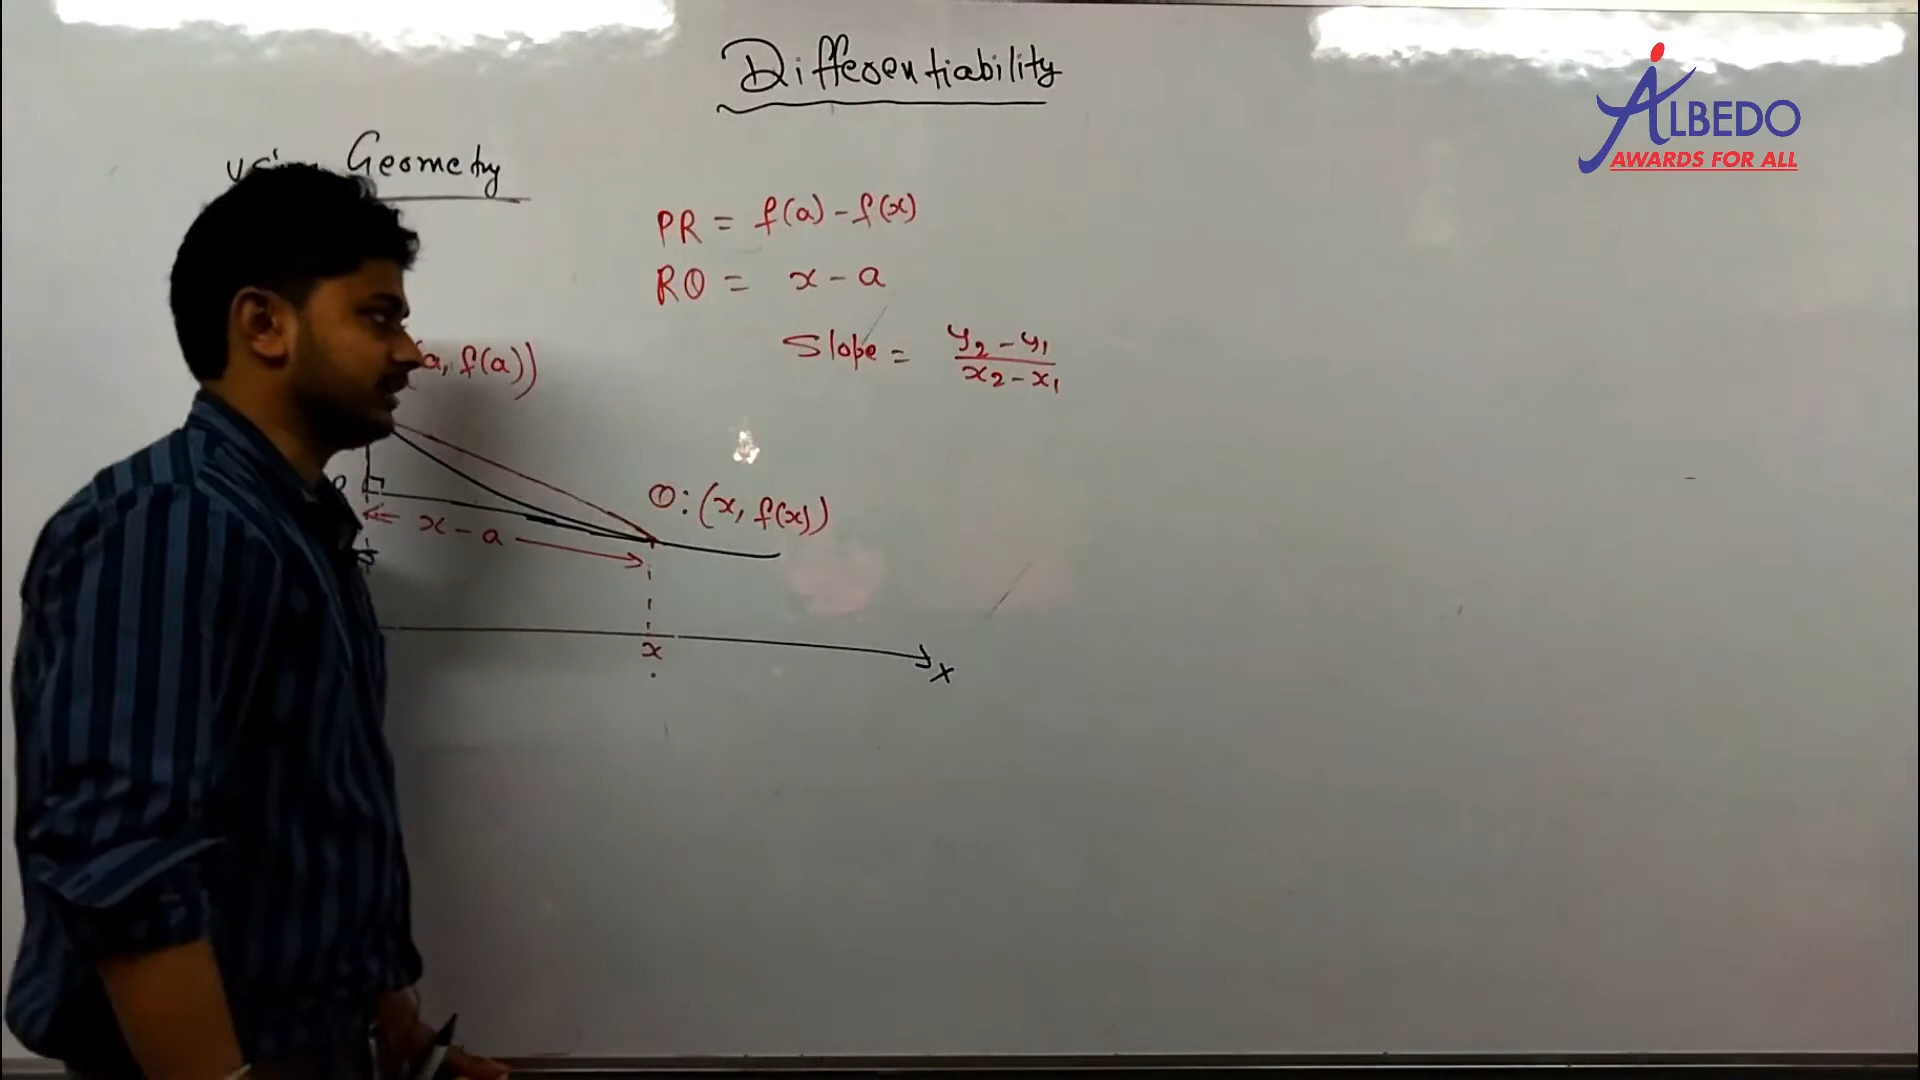 Differentiability
ALBEDO
AWARDS FOR ALL
using Geometry
PR = f(a) - f(x)
RQ = x - a
Slope = y₂ - y₁ / x₂ - x₁
(a, f(a))
Q: (x, f(x))
x - a
x
X